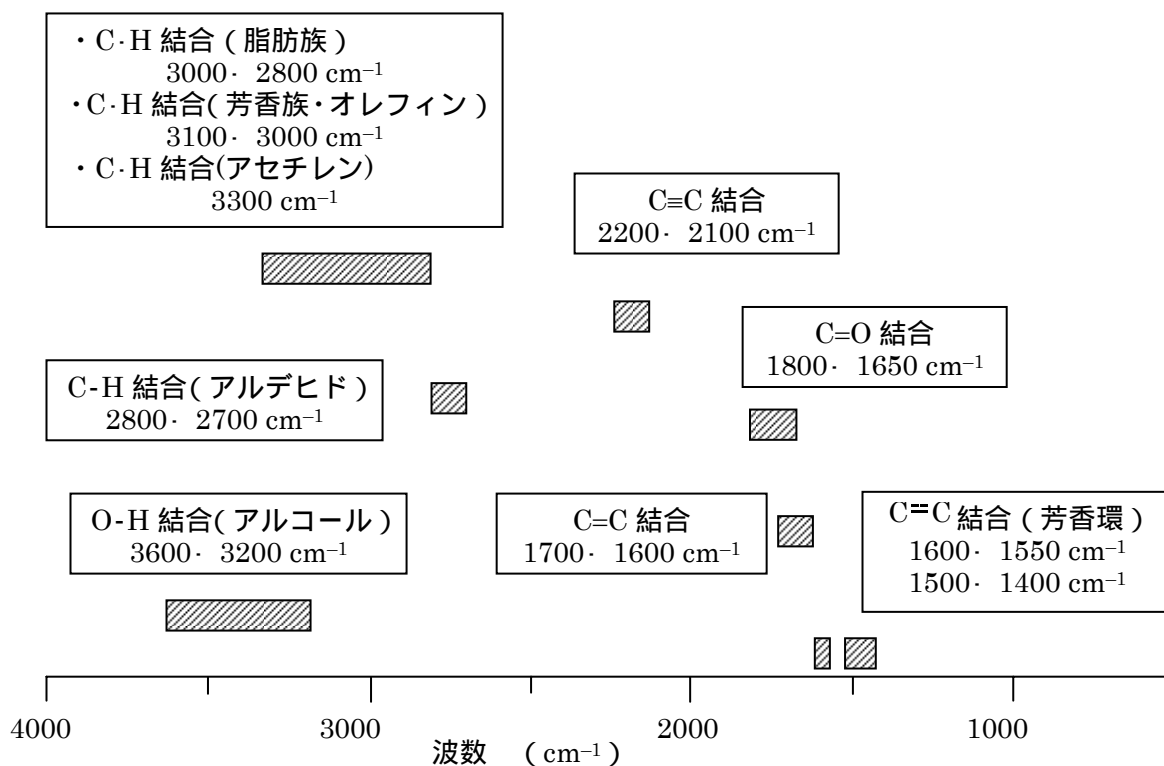 ・C·H 結合 ( 脂肪族 )
3000· 2800 cm⁻¹
・C·H 結合( 芳香族・オレフィン )
3100· 3000 cm⁻¹
・C·H 結合(アセチレン)
3300 cm⁻¹
C≡C 結合
2200· 2100 cm⁻¹
C=O 結合
1800· 1650 cm⁻¹
C-H 結合( アルデヒド )
2800· 2700 cm⁻¹
O-H 結合( アルコール )
3600· 3200 cm⁻¹
C=C 結合
1700· 1600 cm⁻¹
C=C 結合 ( 芳香環 )
1600· 1550 cm⁻¹
1500· 1400 cm⁻¹
4000 3000 2000 1000
波数 ( cm⁻¹ )